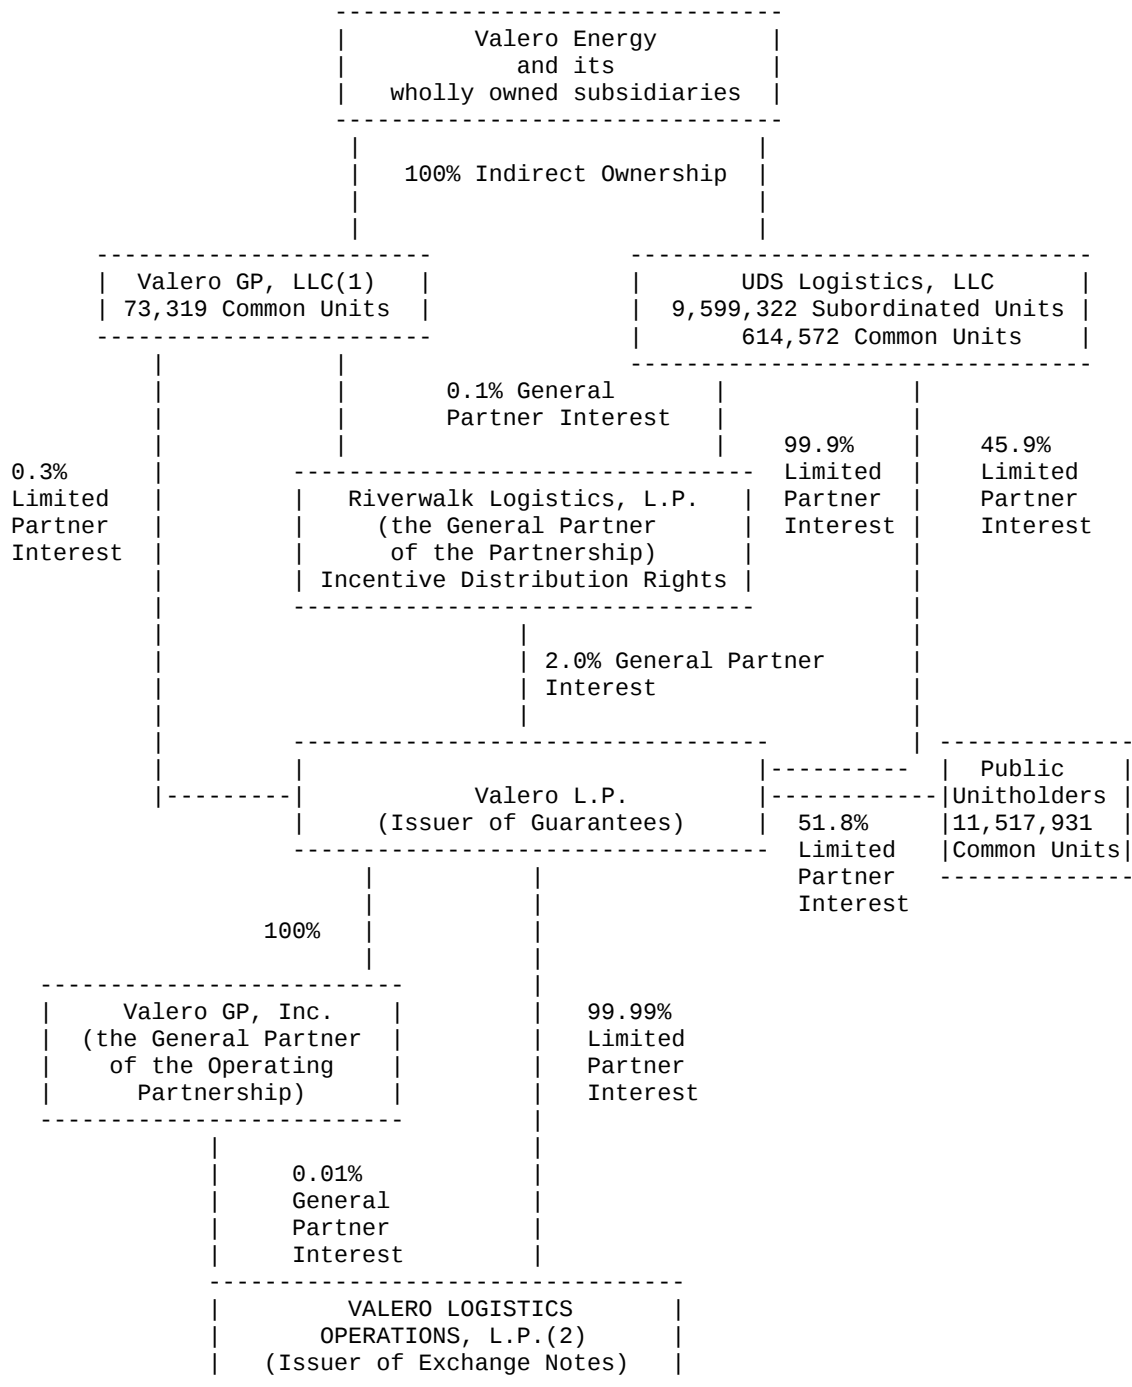 Valero Energy
and its
wholly owned subsidiaries
100% Indirect Ownership
Valero GP, LLC(1)
73,319 Common Units
UDS Logistics, LLC
9,599,322 Subordinated Units
614,572 Common Units
0.1% General
Partner Interest
99.9%
Limited
Partner
Interest
45.9%
Limited
Partner
Interest
0.3%
Limited
Partner
Interest
Riverwalk Logistics, L.P.
(the General Partner
of the Partnership)
Incentive Distribution Rights
2.0% General Partner
Interest
Valero L.P.
(Issuer of Guarantees)
51.8%
Limited
Partner
Interest
Public
Unitholders
11,517,931
Common Units
100%
Valero GP, Inc.
(the General Partner
of the Operating
Partnership)
99.99%
Limited
Partner
Interest
0.01%
General
Partner
Interest
VALERO LOGISTICS
OPERATIONS, L.P.(2)
(Issuer of Exchange Notes)